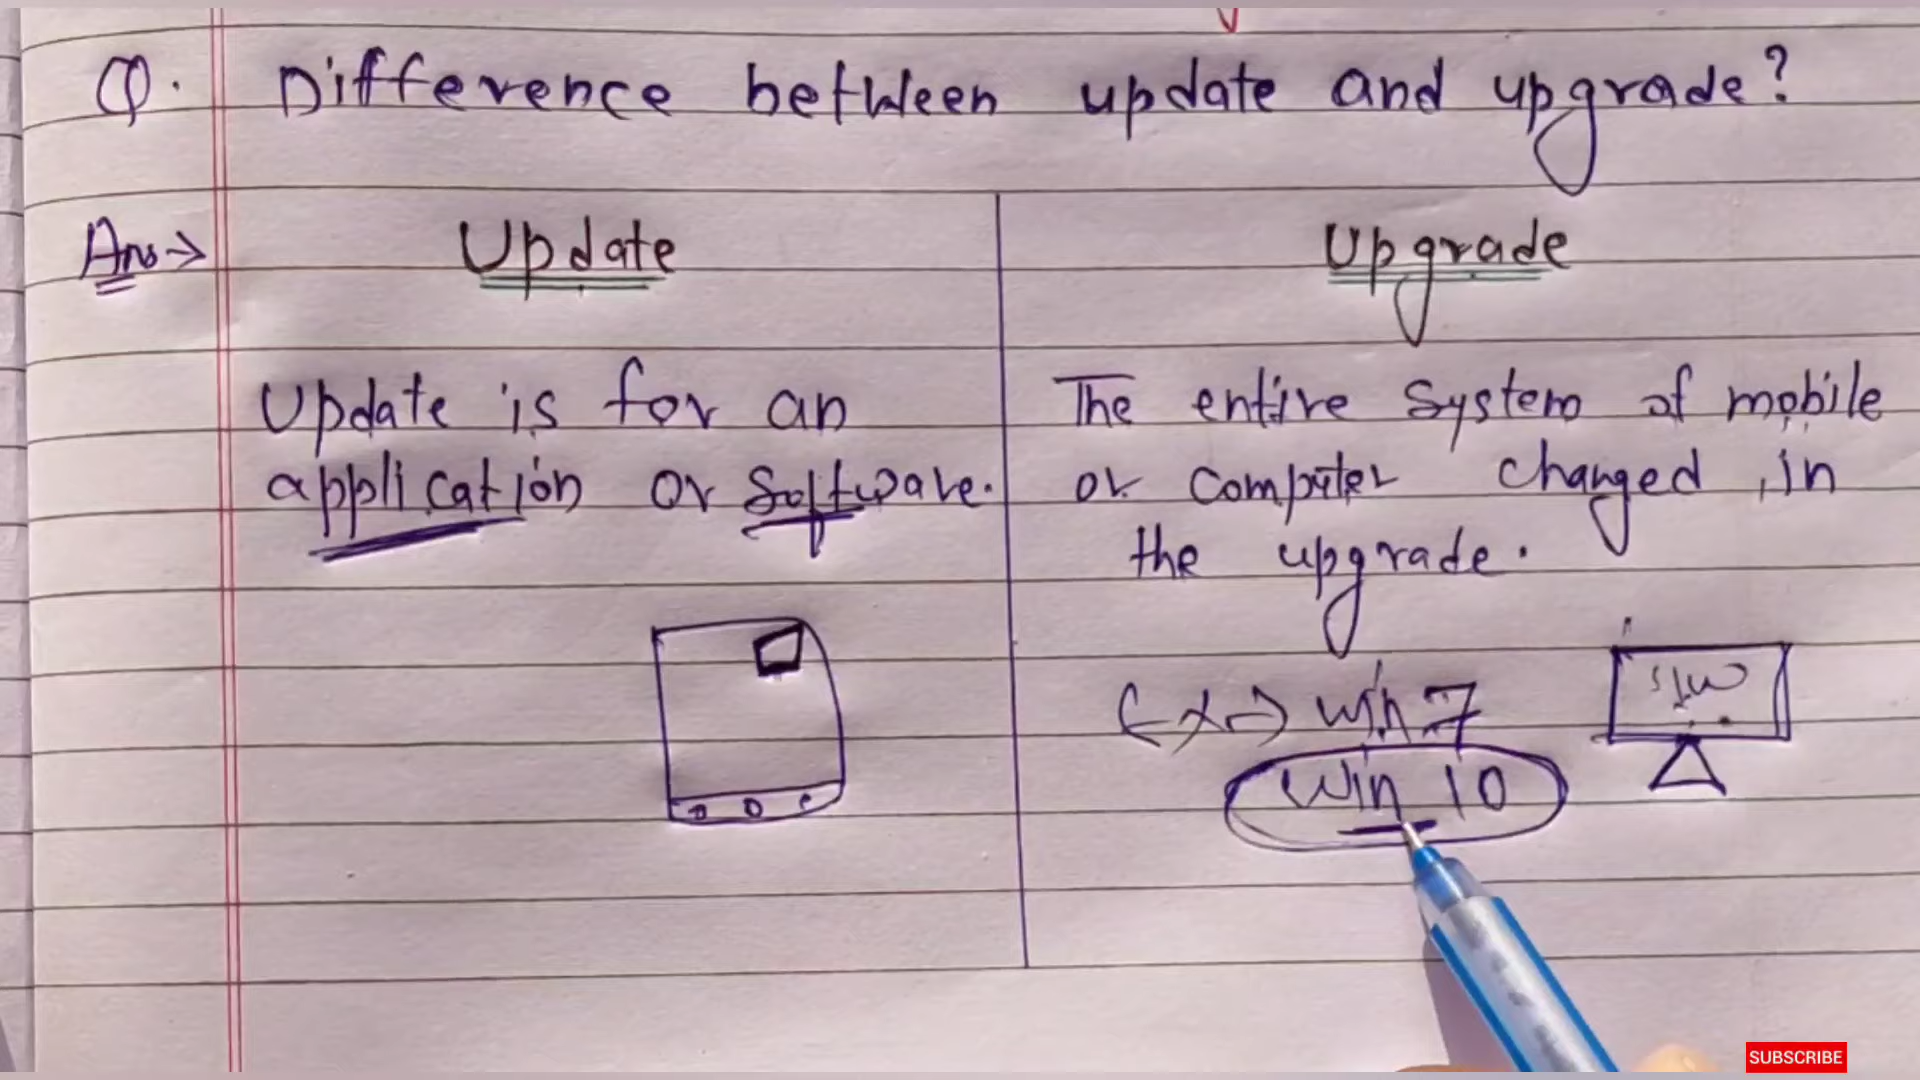 Q. Difference between update and upgrade?
Ans→ Update
Update is for an
application or software.
Upgrade
The entire system of mobile
or computer changed in
the upgrade.
Ex→ win 7
Win 10
SUBSCRIBE